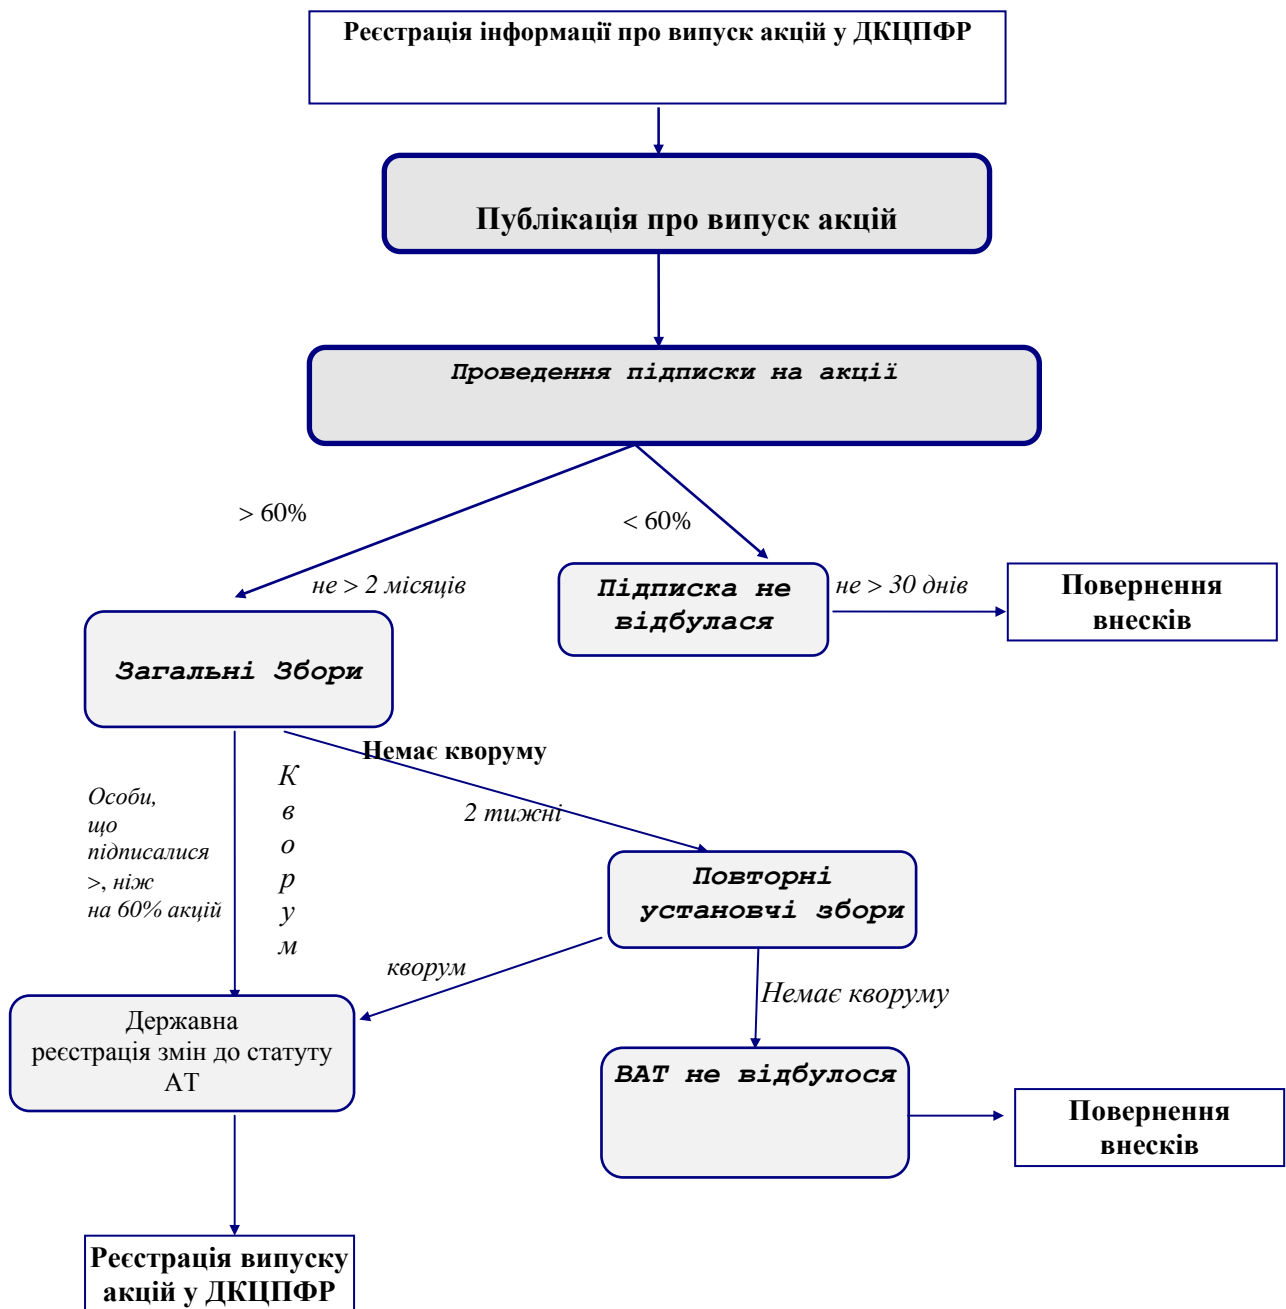 Реєстрація інформації про випуск акцій у ДКЦПФР
Публікація про випуск акцій
Проведення підписки на акції
> 60%
< 60%
не > 2 місяців
Підписка не
відбулася
не > 30 днів
Повернення
внесків
Загальні Збори
Немає кворуму
2 тижні
Особи,
що
підписалися
>, ніж
на 60% акцій
К
в
о
р
у
м
Повторні
установчі збори
кворум
Немає кворуму
Державна
реєстрація змін до статуту
АТ
ВАТ не відбулося
Повернення
внесків
Реєстрація випуску
акцій у ДКЦПФР